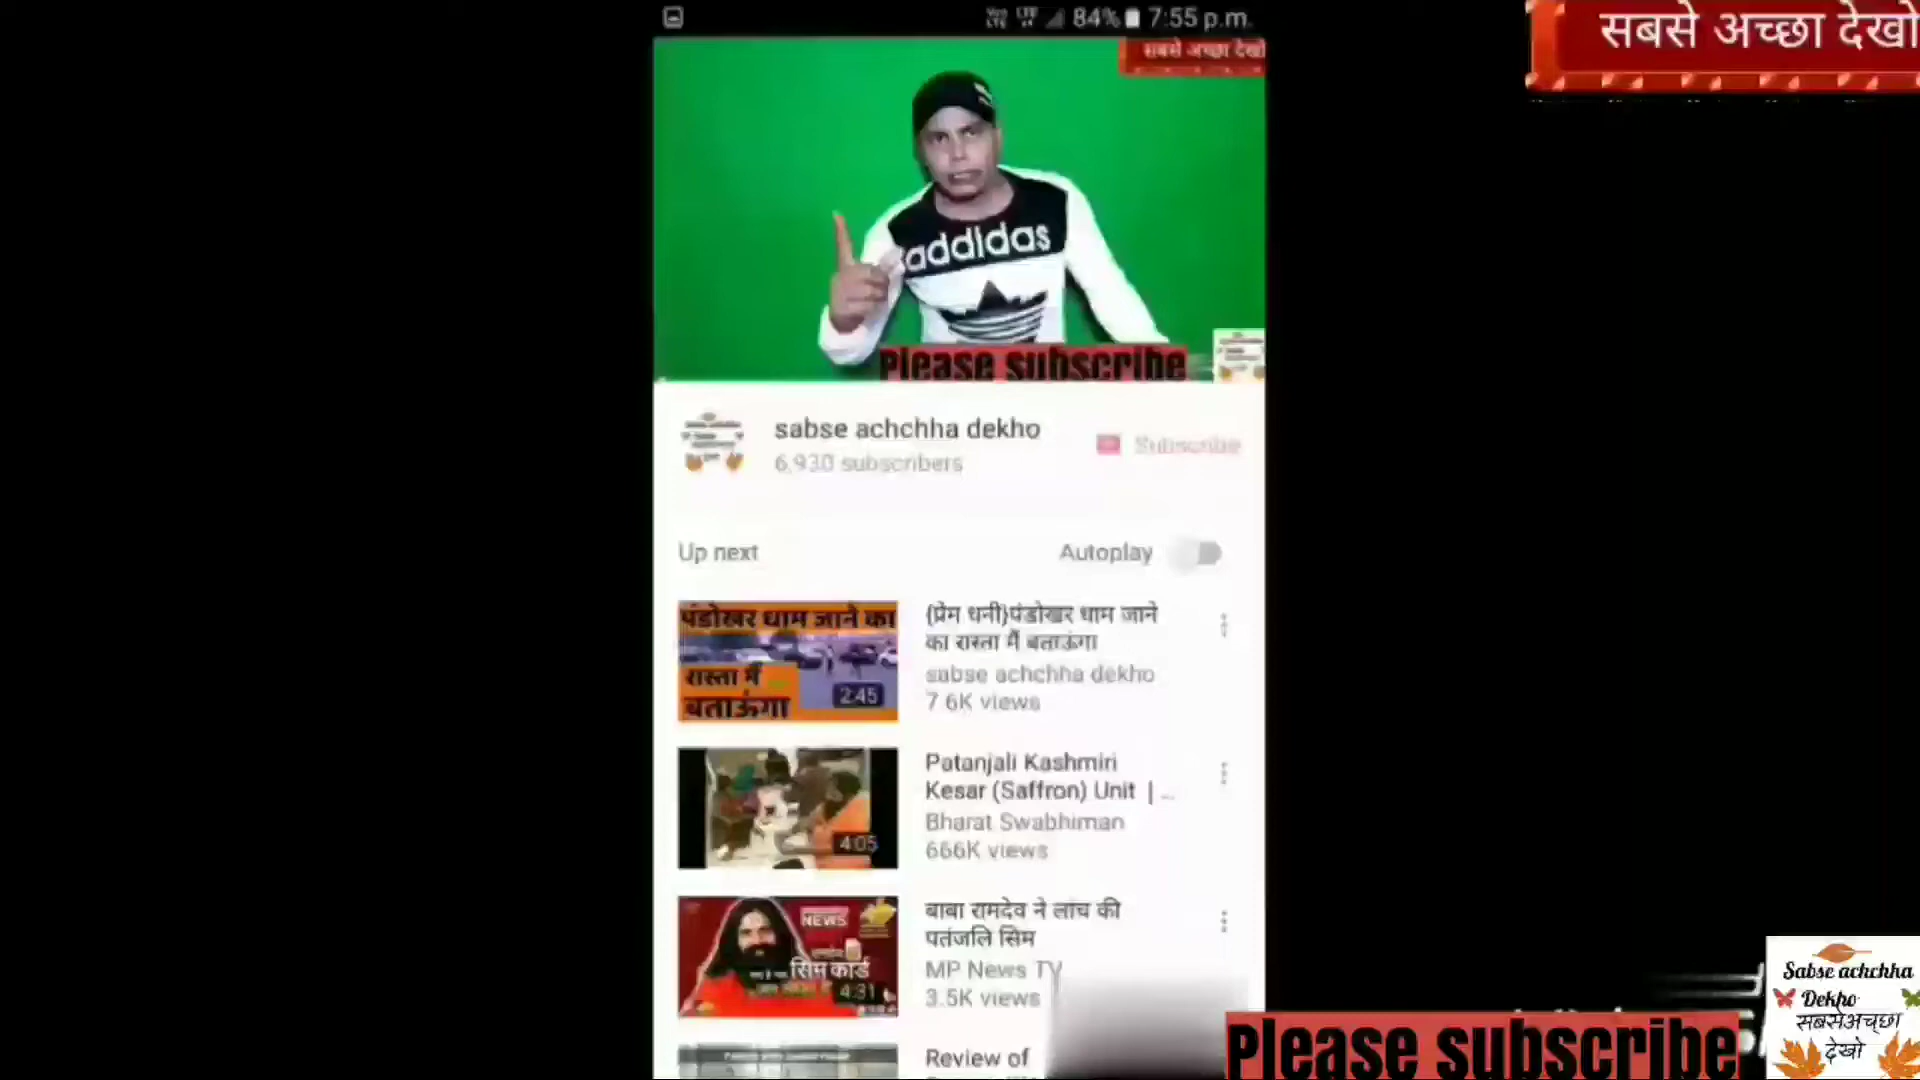 84% 7:55 p.m.
सबसे अच्छा देखो
सबसे अच्छा देखो
addidas
Please subscribe
sabse achchha dekho
6,930 subscribers
Subscribe
Up next
Autoplay
पंडोखर धाम जाने का
रास्ता मैं
बताऊंगा
2:45
{प्रेम धनी}पंडोखर धाम जाने
का रास्ता मैं बताऊंगा
sabse achchha dekho
7.6K views
4:05
Patanjali Kashmiri
Kesar (Saffron) Unit | ...
Bharat Swabhiman
666K views
NEWS
सिम कार्ड
4:31
बाबा रामदेव ने लांच की
पतंजलि सिम
MP News TV
3.5K views
Review of
Please subscribe
Sabse achchha
Dekho
सबसे अच्छा
देखो